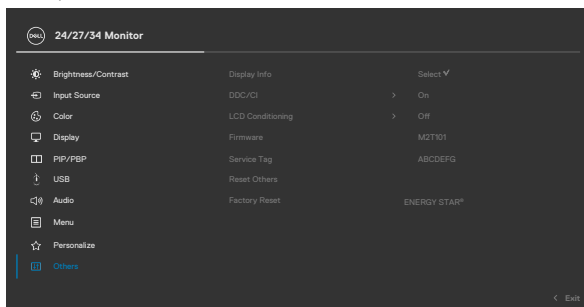 DELL 24/27/34 Monitor
Brightness/Contrast Display Info Select
Input Source DDC/CI > On
Color LCD Conditioning > Off
Display Firmware M2T101
PIP/PBP Service Tag ABCDEFG
USB Reset Others
Audio Factory Reset ENERGY STAR®
Menu
Personalize
Others
< Exit